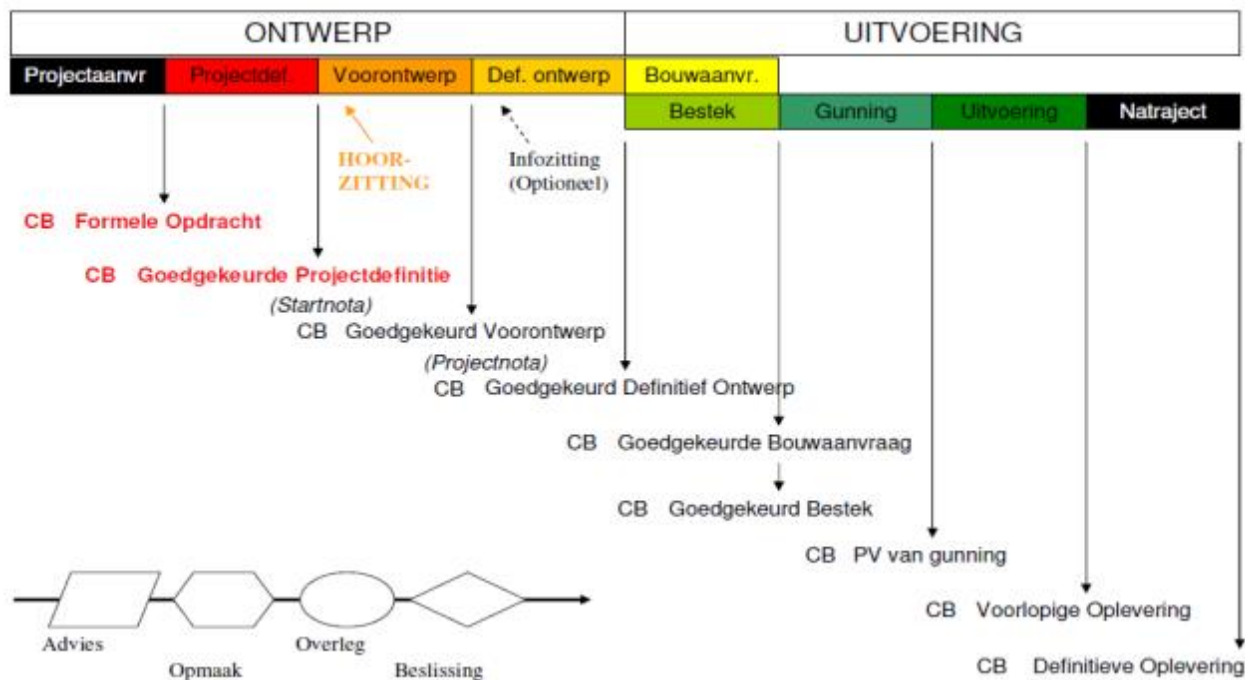 ONTWERP
UITVOERING
Projectaanvr
Projectdef.
Voorontwerp
Def. ontwerp
Bouwaanvr.
Bestek
Gunning
Uitvoering
Natraject
HOOR-
ZITTING
Infozitting
(Optioneel)
CB Formele Opdracht
CB Goedgekeurde Projectdefinitie
(Startnota)
CB Goedgekeurd Voorontwerp
(Projectnota)
CB Goedgekeurd Definitief Ontwerp
CB Goedgekeurde Bouwaanvraag
CB Goedgekeurd Bestek
CB PV van gunning
CB Voorlopige Oplevering
CB Definitieve Oplevering
Advies
Opmaak
Overleg
Beslissing